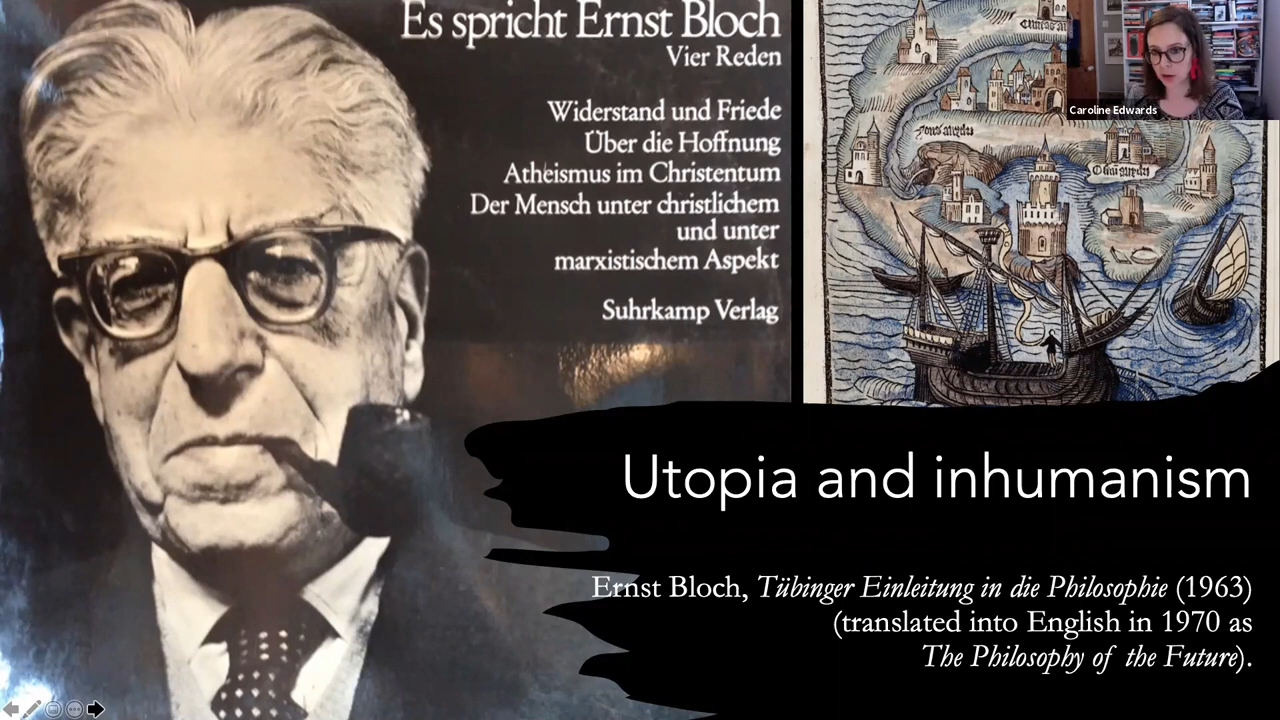 Es spricht Ernst Bloch
Vier Reden
Widerstand und Friede
Über die Hoffnung
Atheismus im Christentum
Der Mensch unter christlichem
und unter
marxistischem Aspekt
Suhrkamp Verlag
Caroline Edwards
Utopia and inhumanism
Ernst Bloch, Tübinger Einleitung in die Philosophie (1963)
(translated into English in 1970 as
The Philosophy of the Future).